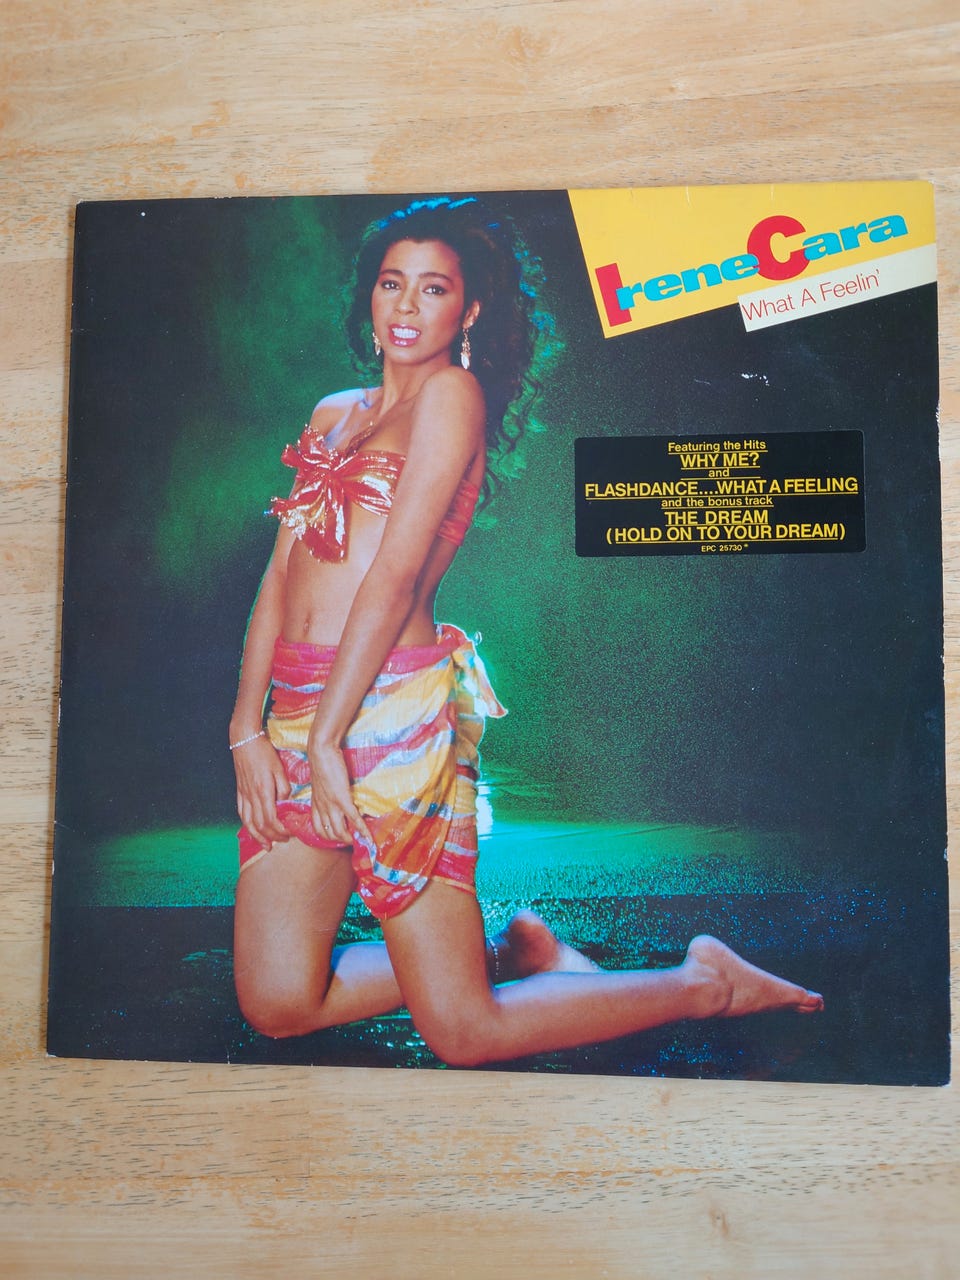 Irene Cara
What A Feelin'
Featuring the Hits
WHY ME?
and
FLASHDANCE....WHAT A FEELING
and the bonus track
THE DREAM
(HOLD ON TO YOUR DREAM)
EPC 25730 *